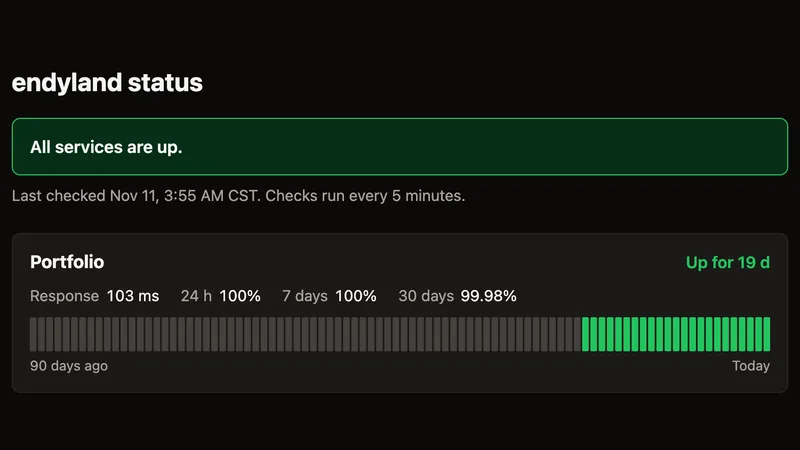 endyland status
All services are up.
Last checked Nov 11, 3:55 AM CST. Checks run every 5 minutes.
Portfolio Up for 19 d
Response 103 ms 24 h 100% 7 days 100% 30 days 99.98%
90 days ago Today